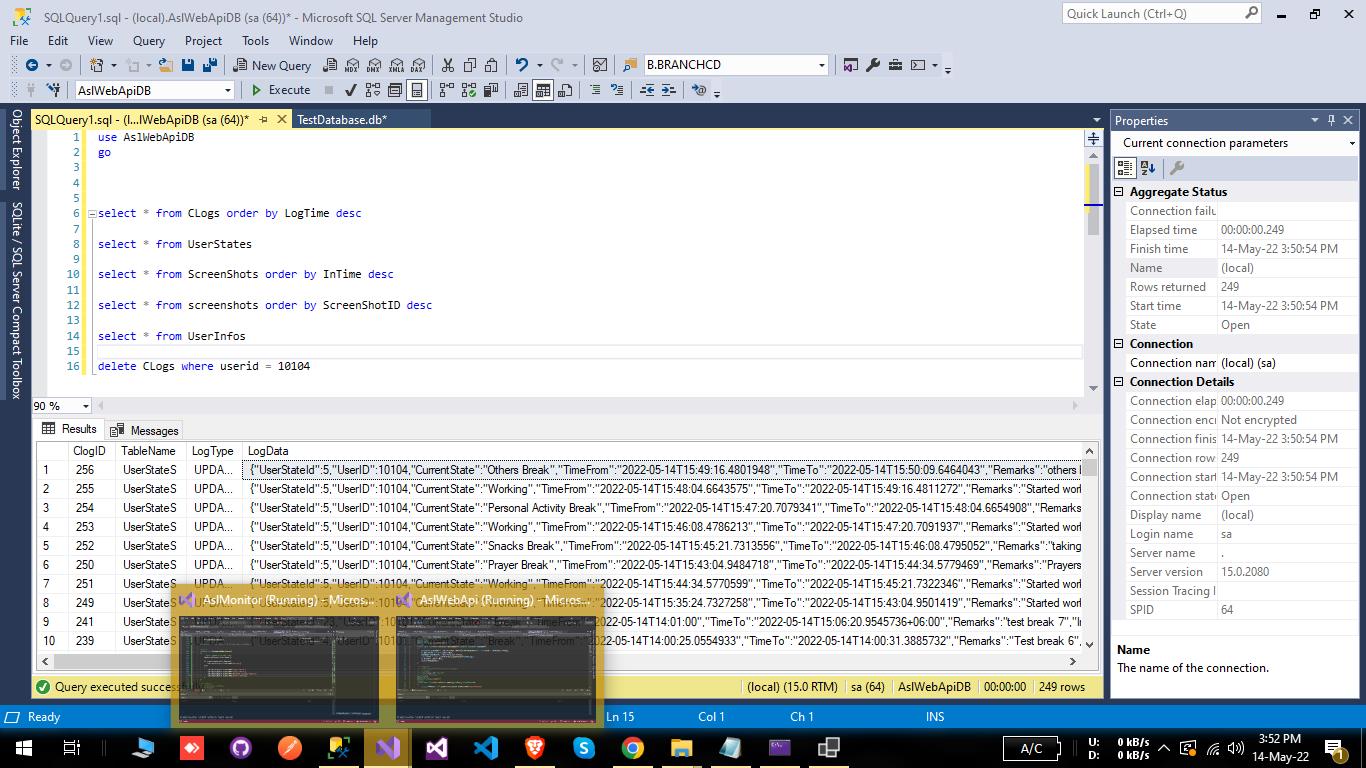 SQLQuery1.sql - (local).AslWebApiDB (sa (64))* - Microsoft SQL Server Management Studio
Quick Launch (Ctrl+Q)
File Edit View Query Project Tools Window Help
New Query
MDX DMX XMLA DAX
B.BRANCHCD
AslWebApiDB
Execute
SQLQuery1.sql - (l...lWebApiDB (sa (64))*
TestDatabase.db*
Object Explorer
SQLite / SQL Server Compact Toolbox
1 use AslWebApiDB
2 go
3
4
5
6 select * from CLogs order by LogTime desc
7
8 select * from UserStates
9
10 select * from ScreenShots order by InTime desc
11
12 select * from screenshots order by ScreenShotID desc
13
14 select * from UserInfos
15
16 delete CLogs where userid = 10104
90 %
Results Messages
ClogID TableName LogType LogData
1 256 UserStateS UPDA... {"UserStateId":5,"UserID":10104,"CurrentState":"Others Break","TimeFrom":"2022-05-14T15:49:16.4801948","TimeTo":"2022-05-14T15:50:09.6464043","Remarks":"others
2 255 UserStateS UPDA... {"UserStateId":5,"UserID":10104,"CurrentState":"Working","TimeFrom":"2022-05-14T15:48:04.6643575","TimeTo":"2022-05-14T15:49:16.4811272","Remarks":"Started wor
3 254 UserStateS UPDA... {"UserStateId":5,"UserID":10104,"CurrentState":"Personal Activity Break","TimeFrom":"2022-05-14T15:47:20.7079341","TimeTo":"2022-05-14T15:48:04.6654908","Remarks
4 253 UserStateS UPDA... {"UserStateId":5,"UserID":10104,"CurrentState":"Working","TimeFrom":"2022-05-14T15:46:08.4786213","TimeTo":"2022-05-14T15:47:20.7091937","Remarks":"Started wor
5 252 UserStateS UPDA... {"UserStateId":5,"UserID":10104,"CurrentState":"Snacks Break","TimeFrom":"2022-05-14T15:45:21.7313556","TimeTo":"2022-05-14T15:46:08.4795052","Remarks":"taking
6 250 UserStateS UPDA... {"UserStateId":5,"UserID":10104,"CurrentState":"Prayer Break","TimeFrom":"2022-05-14T15:43:04.9484718","TimeTo":"2022-05-14T15:44:34.5779469","Remarks":"Prayers
7 251 UserStateS UPDA... {"UserStateId":5,"UserID":10104,"CurrentState":"Working","TimeFrom":"2022-05-14T15:44:34.5770599","TimeTo":"2022-05-14T15:45:21.7322346","Remarks":"Started wor
8 249 UserStateS 2022-05-14T15:35:24.7327258","TimeTo":"2022-05-14T15:43:04.9501419","Remarks":"Started wor
9 241 UserStateS 14T14:01:00","TimeTo":"2022-05-14T15:06:20.9545736+06:00","Remarks":"test break 7","I
10 239 UserStateS "Break","TimeFrom" 14T14:00:25.0554933","TimeTo":"2022-05-14T14:00:31.3835732","Remarks":"Test break 6",
AslMonitor (Running) - Micros...
AslWebApi (Running) - Micros...
Query executed success
(local) (15.0 RTM) sa (64) AslWebApiDB 00:00:00 249 rows
Properties
Current connection parameters
Aggregate Status
Connection failu
Elapsed time 00:00:00.249
Finish time 14-May-22 3:50:54 PM
Name (local)
Rows returned 249
Start time 14-May-22 3:50:54 PM
State Open
Connection
Connection nam (local) (sa)
Connection Details
Connection elap 00:00:00.249
Connection encr Not encrypted
Connection finis 14-May-22 3:50:54 PM
Connection row 249
Connection start 14-May-22 3:50:54 PM
Connection stat Open
Display name (local)
Login name sa
Server name .
Server version 15.0.2080
Session Tracing I
SPID 64
Name
The name of the connection.
Ready Ln 15 Col 1 Ch 1 INS
A/C
U: 0 kB/s
D: 0 kB/s
3:52 PM
14-May-22
1